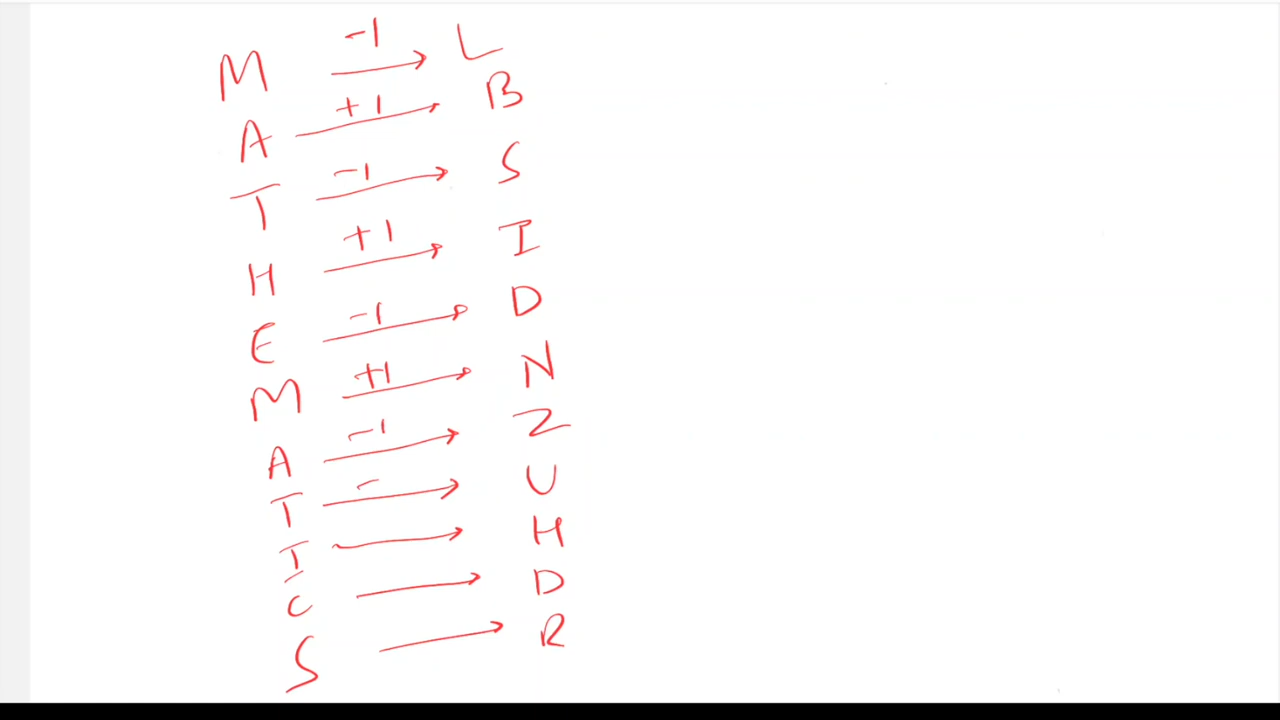 M -1 → L
A +1 → B
T -1 → S
H +1 → I
E -1 → D
M +1 → N
A -1 → Z
T - → U
I → H
C → D
S → R